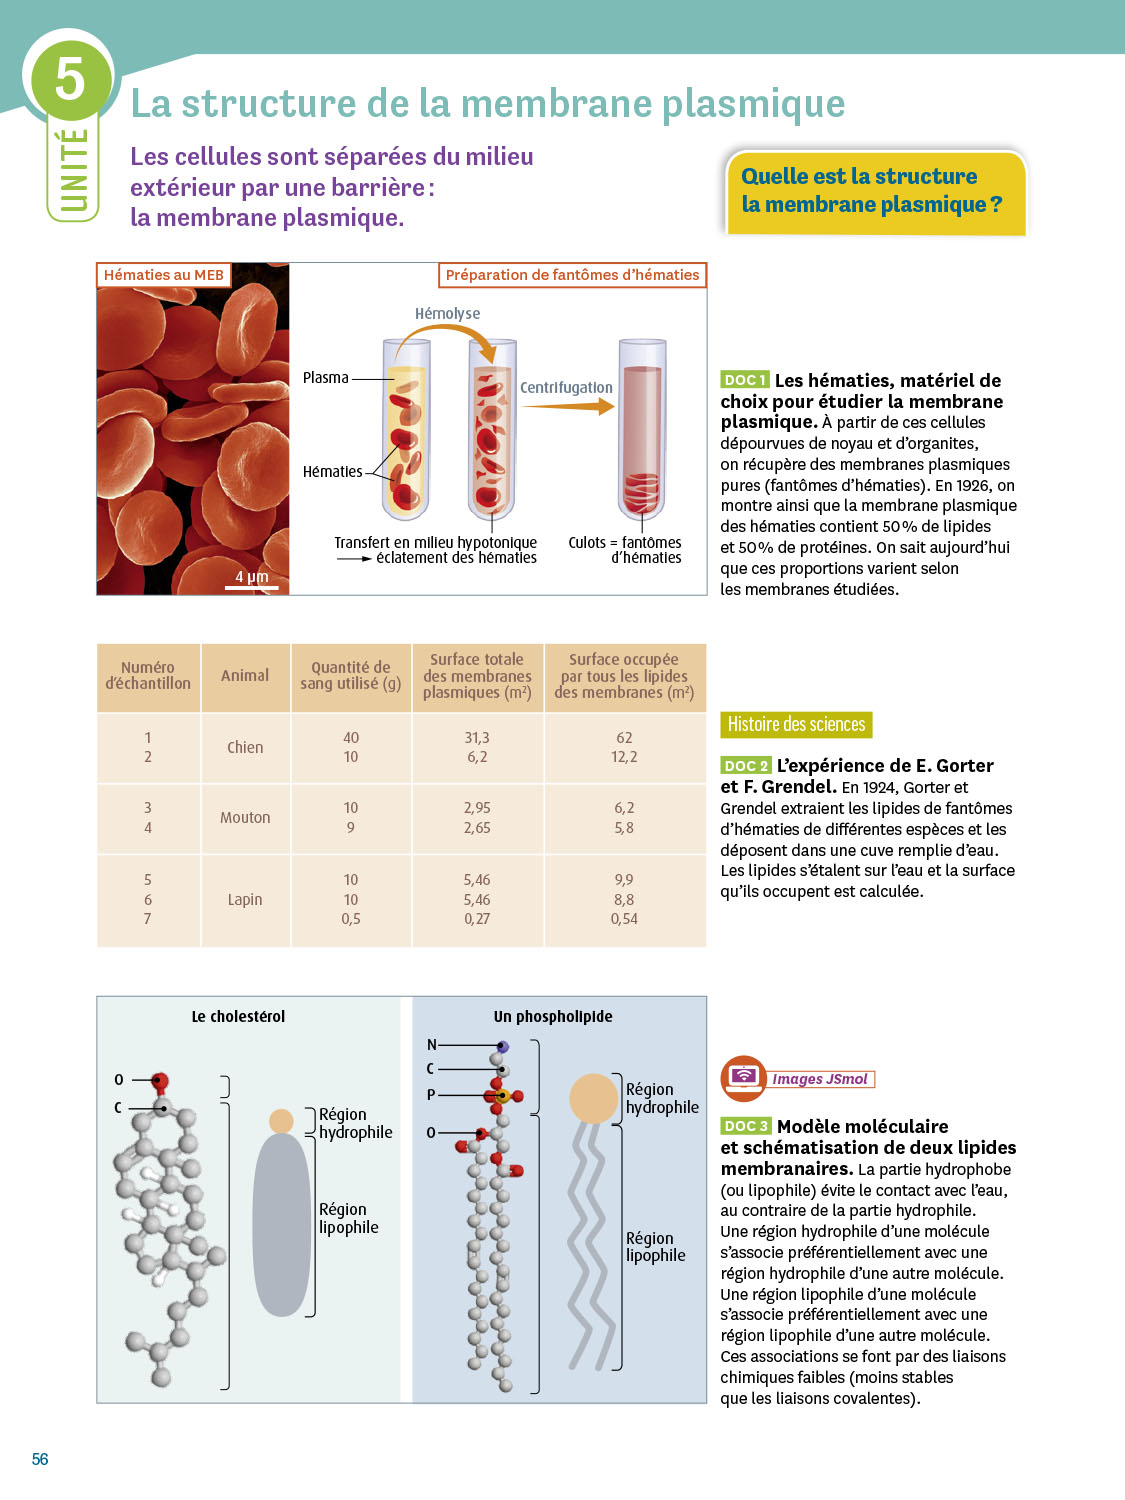 5
UNITÉ
La structure de la membrane plasmique
Les cellules sont séparées du milieu
extérieur par une barrière :
la membrane plasmique.
Quelle est la structure
la membrane plasmique ?
Hématies au MEB
4 µm
Préparation de fantômes d’hématies
Hémolyse
Plasma
Centrifugation
Hématies
Transfert en milieu hypotonique
éclatement des hématies
Culots = fantômes
d’hématies
DOC 1 Les hématies, matériel de
choix pour étudier la membrane
plasmique. À partir de ces cellules
dépourvues de noyau et d’organites,
on récupère des membranes plasmiques
pures (fantômes d’hématies). En 1926, on
montre ainsi que la membrane plasmique
des hématies contient 50 % de lipides
et 50 % de protéines. On sait aujourd’hui
que ces proportions varient selon
les membranes étudiées.
Numéro
d’échantillon
Animal
Quantité de
sang utilisé (g)
Surface totale
des membranes
plasmiques (m²)
Surface occupée
par tous les lipides
des membranes (m²)
1 Chien 40 31,3 62
2 10 6,2 12,2
3 Mouton 10 2,95 6,2
4 9 2,65 5,8
5 10 5,46 9,9
6 Lapin 10 5,46 8,8
7 0,5 0,27 0,54
Histoire des sciences
DOC 2 L’expérience de E. Gorter
et F. Grendel. En 1924, Gorter et
Grendel extraient les lipides de fantômes
d’hématies de différentes espèces et les
déposent dans une cuve remplie d’eau.
Les lipides s’étalent sur l’eau et la surface
qu’ils occupent est calculée.
Le cholestérol
O
C
Région
hydrophile
Région
lipophile
Un phospholipide
N
C
P
O
Région
hydrophile
Région
lipophile
Images JSmol
DOC 3 Modèle moléculaire
et schématisation de deux lipides
membranaires. La partie hydrophobe
(ou lipophile) évite le contact avec l’eau,
au contraire de la partie hydrophile.
Une région hydrophile d’une molécule
s’associe préférentiellement avec une
région hydrophile d’une autre molécule.
Une région lipophile d’une molécule
s’associe préférentiellement avec une
région lipophile d’une autre molécule.
Ces associations se font par des liaisons
chimiques faibles (moins stables
que les liaisons covalentes).
56